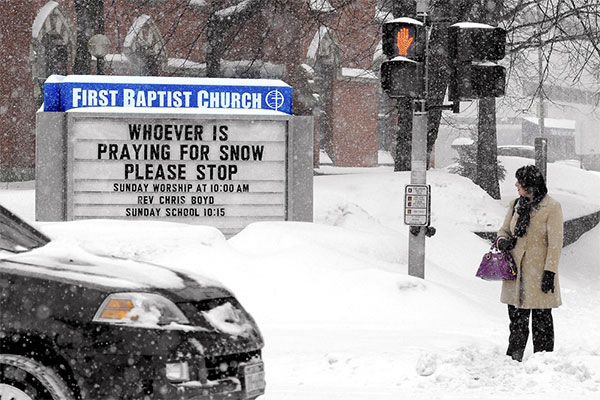 FIRST BAPTIST CHURCH
WHOEVER IS
PRAYING FOR SNOW
PLEASE STOP
SUNDAY WORSHIP AT 10:00 AM
REV CHRIS BOYD
SUNDAY SCHOOL 10:15